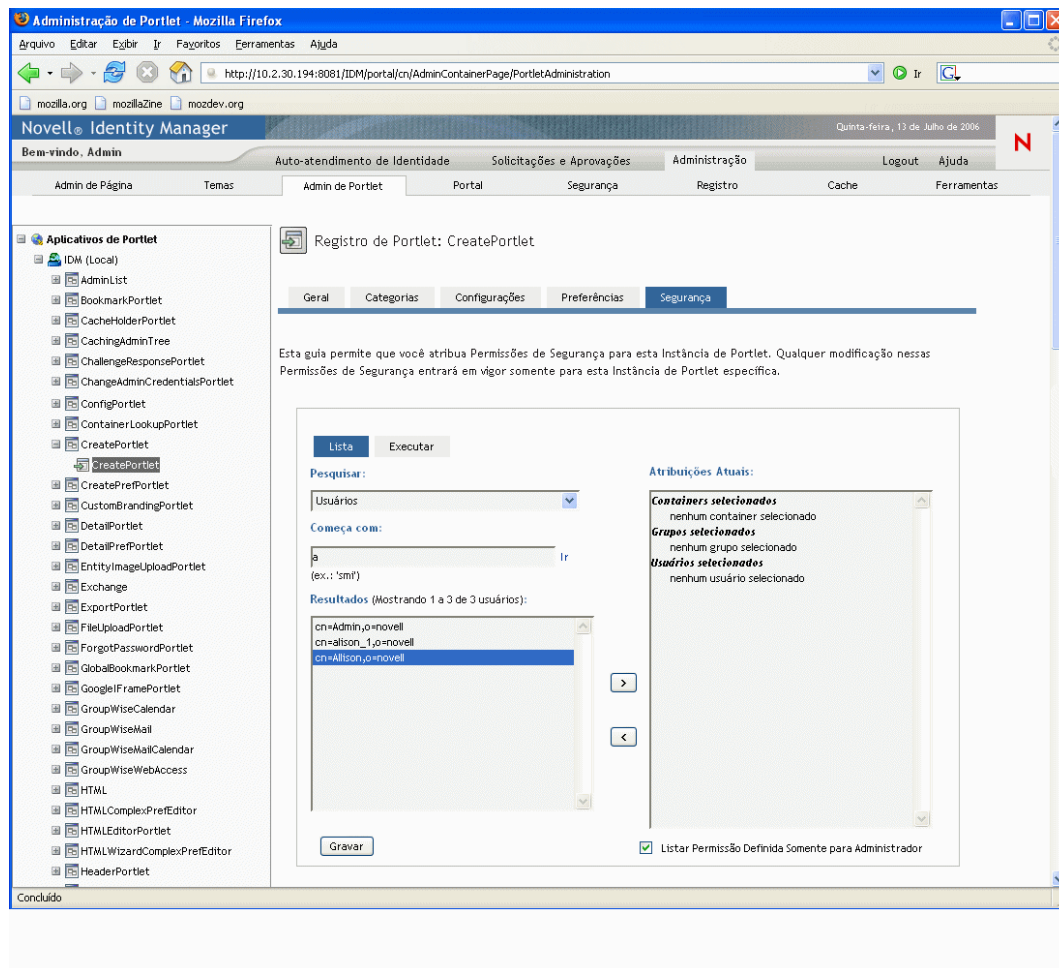 Administração de Portlet - Mozilla Firefox
Arquivo Editar Exibir Ir Favoritos Ferramentas Ajuda
http://10.2.30.194:8081/IDM/portal/cn/AdminContainerPage/PortletAdministration
Ir
G
mozilla.org mozillaZine mozdev.org
Novell® Identity Manager
Quinta-feira, 13 de Julho de 2006
N
Bem-vindo, Admin
Auto-atendimento de Identidade Solicitações e Aprovações Administração Logout Ajuda
Admin de Página Temas Admin de Portlet Portal Segurança Registro Cache Ferramentas
Aplicativos de Portlet
IDM (Local)
AdminList
BookmarkPortlet
CacheHolderPortlet
CachingAdminTree
ChallengeResponsePortlet
ChangeAdminCredentialsPortlet
ConfigPortlet
ContainerLookupPortlet
CreatePortlet
CreatePortlet
CreatePrefPortlet
CustomBrandingPortlet
DetailPortlet
DetailPrefPortlet
EntityImageUploadPortlet
Exchange
ExportPortlet
FileUploadPortlet
ForgotPasswordPortlet
GlobalBookmarkPortlet
GoogleIFramePortlet
GroupWiseCalendar
GroupWiseMail
GroupWiseMailCalendar
GroupWiseWebAccess
HTML
HTMLComplexPrefEditor
HTMLEditorPortlet
HTMLWizardComplexPrefEditor
HeaderPortlet
Registro de Portlet: CreatePortlet
Geral Categorias Configurações Preferências Segurança
Esta guia permite que você atribua Permissões de Segurança para esta Instância de Portlet. Qualquer modificação nessas
Permissões de Segurança entrará em vigor somente para esta Instância de Portlet específica.
Lista Executar
Pesquisar:
Usuários
Começa com:
a
Ir
(ex.: 'smi')
Resultados (Mostrando 1 a 3 de 3 usuários):
cn=Admin,o=novell
cn=alison_1,o=novell
cn=Allison,o=novell
>
<
Gravar
Atribuições Atuais:
Containers selecionados
nenhum container selecionado
Grupos selecionados
nenhum grupo selecionado
Usuários selecionados
nenhum usuário selecionado
Listar Permissão Definida Somente para Administrador
Concluído